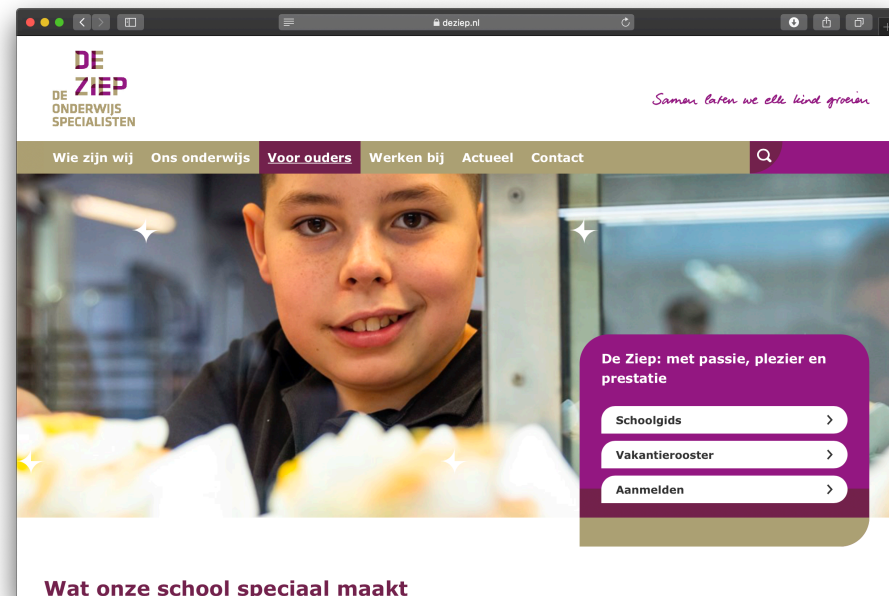 deziep.nl
DE
ZIEP
DE
ONDERWIJS
SPECIALISTEN
Samen laten we elk kind groeien
Wie zijn wij Ons onderwijs Voor ouders Werken bij Actueel Contact
De Ziep: met passie, plezier en
prestatie
Schoolgids
Vakantierooster
Aanmelden
Wat onze school speciaal maakt